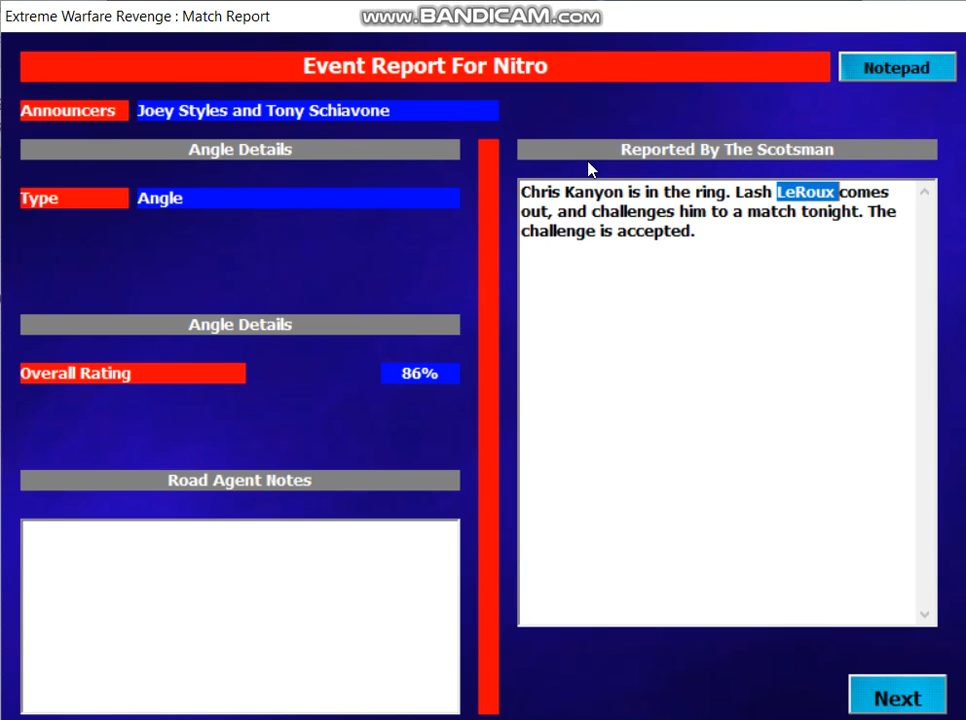 Extreme Warfare Revenge : Match Report
www.BANDICAM.com
Event Report For Nitro
Notepad
Announcers
Joey Styles and Tony Schiavone
Angle Details
Type
Angle
Angle Details
Overall Rating
86%
Road Agent Notes
Reported By The Scotsman
Chris Kanyon is in the ring. Lash LeRoux comes
out, and challenges him to a match tonight. The
challenge is accepted.
Next